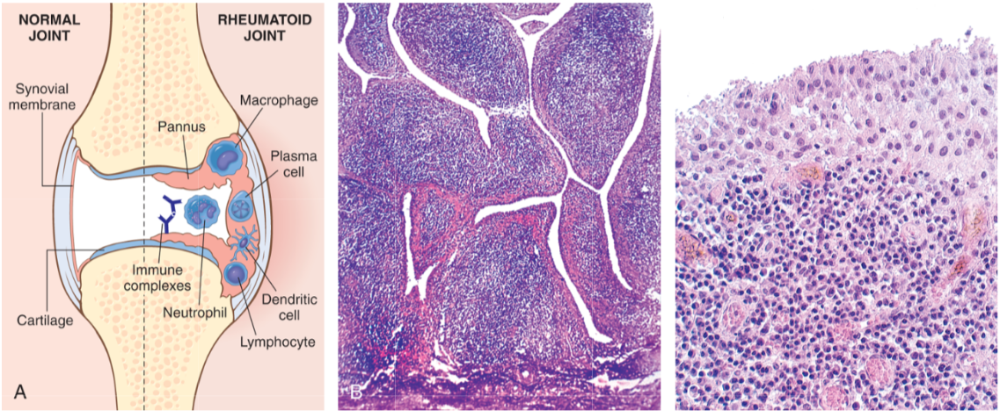 NORMAL
JOINT
RHEUMATOID
JOINT
Synovial
membrane
Macrophage
Pannus
Plasma
cell
Immune
complexes
Neutrophil
Dendritic
cell
Cartilage
Lymphocyte
A
B